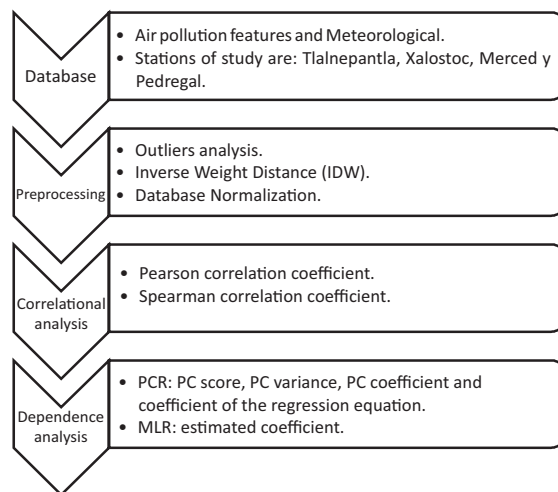 Database
• Air pollution features and Meteorological.
• Stations of study are: Tlalnepantla, Xalostoc, Merced y
Pedregal.
Preprocessing
• Outliers analysis.
• Inverse Weight Distance (IDW).
• Database Normalization.
Correlational
analysis
• Pearson correlation coefficient.
• Spearman correlation coefficient.
Dependence
analysis
• PCR: PC score, PC variance, PC coefficient and
coefficient of the regression equation.
• MLR: estimated coefficient.